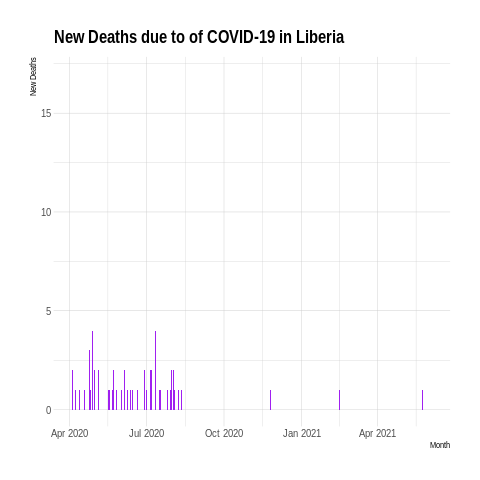 New Deaths due to of COVID-19 in Liberia
New Deaths
15
10
5
0
Apr 2020 Jul 2020 Oct 2020 Jan 2021 Apr 2021
Month